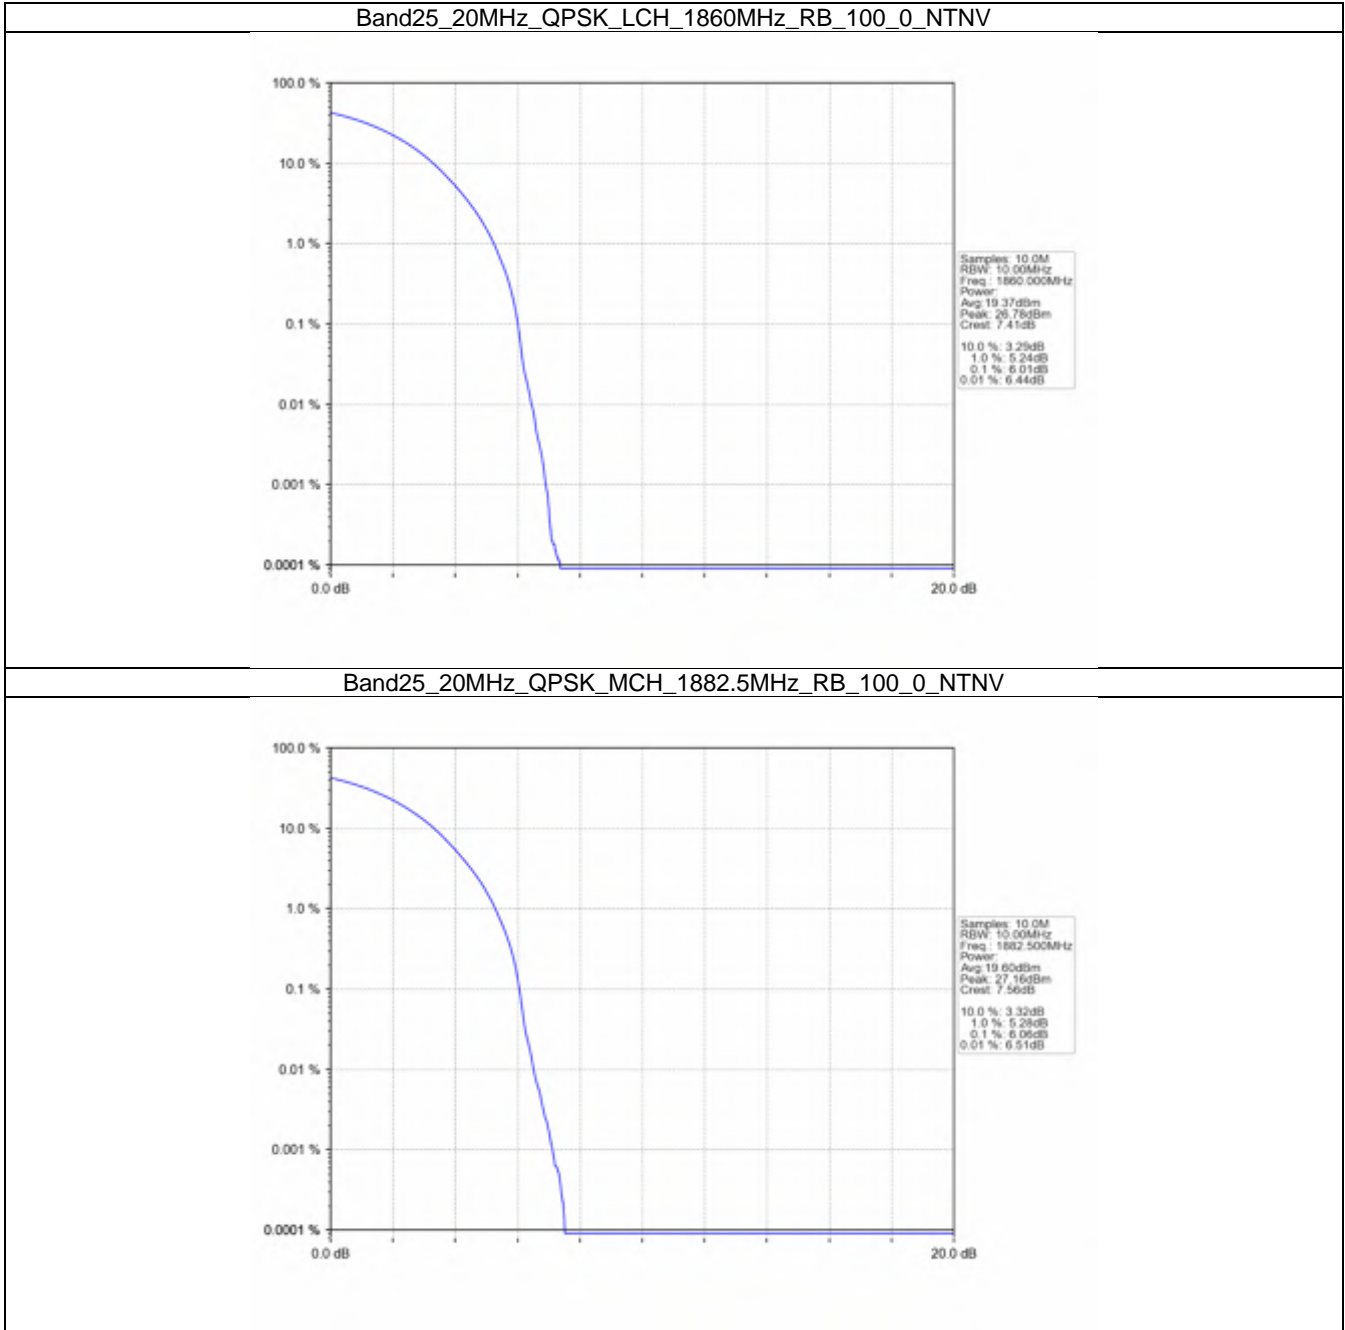 Band25_20MHz_QPSK_LCH_1860MHz_RB_100_0_NTNV
100.0 %
10.0 %
1.0 %
0.1 %
0.01 %
0.001 %
0.0001 %
0.0 dB
20.0 dB
Samples: 10.0M
RBW: 10.00MHz
Freq.: 1860.000MHz
Power:
Avg:19.37dBm
Peak: 26.78dBm
Crest: 7.41dB
10.0 %: 3.29dB
1.0 %: 5.24dB
0.1 %: 6.01dB
0.01 %: 6.44dB
Band25_20MHz_QPSK_MCH_1882.5MHz_RB_100_0_NTNV
100.0 %
10.0 %
1.0 %
0.1 %
0.01 %
0.001 %
0.0001 %
0.0 dB
20.0 dB
Samples: 10.0M
RBW: 10.00MHz
Freq.: 1882.500MHz
Power:
Avg:19.60dBm
Peak: 27.16dBm
Crest: 7.56dB
10.0 %: 3.32dB
1.0 %: 5.28dB
0.1 %: 6.06dB
0.01 %: 6.51dB